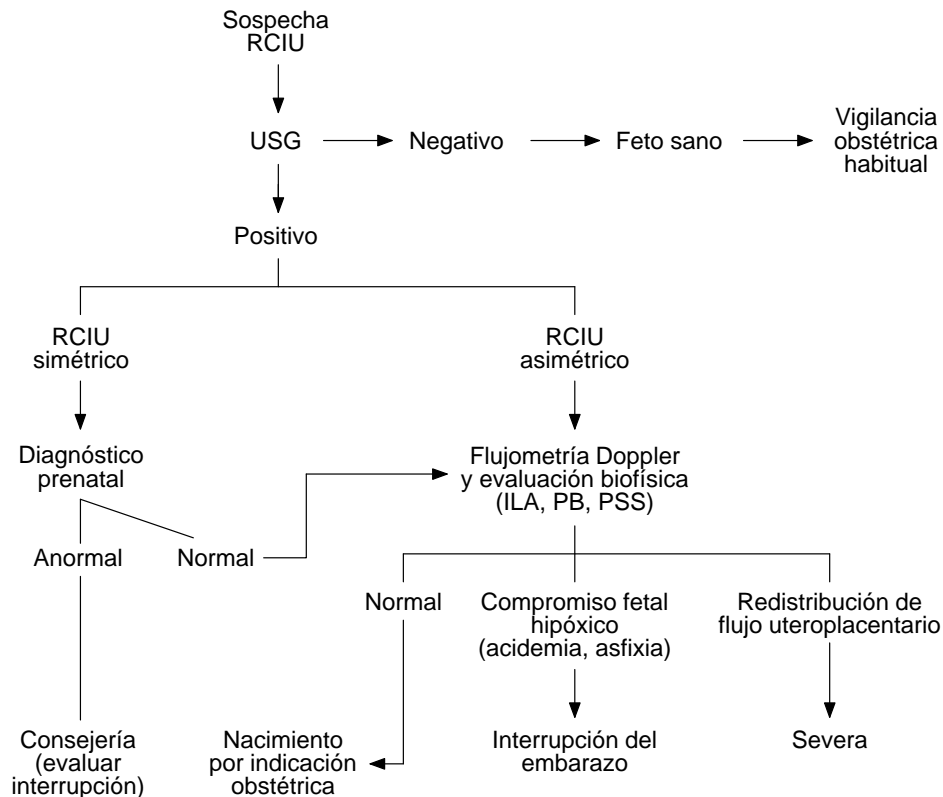 Sospecha
RCIU
USG
Negativo
Feto sano
Vigilancia
obstétrica
habitual
Positivo
RCIU
simétrico
RCIU
asimétrico
Diagnóstico
prenatal
Flujometría Doppler
y evaluación biofísica
(ILA, PB, PSS)
Anormal
Normal
Normal
Compromiso fetal
hipóxico
(acidemia, asfixia)
Redistribución de
flujo uteroplacentario
Consejería
(evaluar
interrupción)
Nacimiento
por indicación
obstétrica
Interrupción del
embarazo
Severa